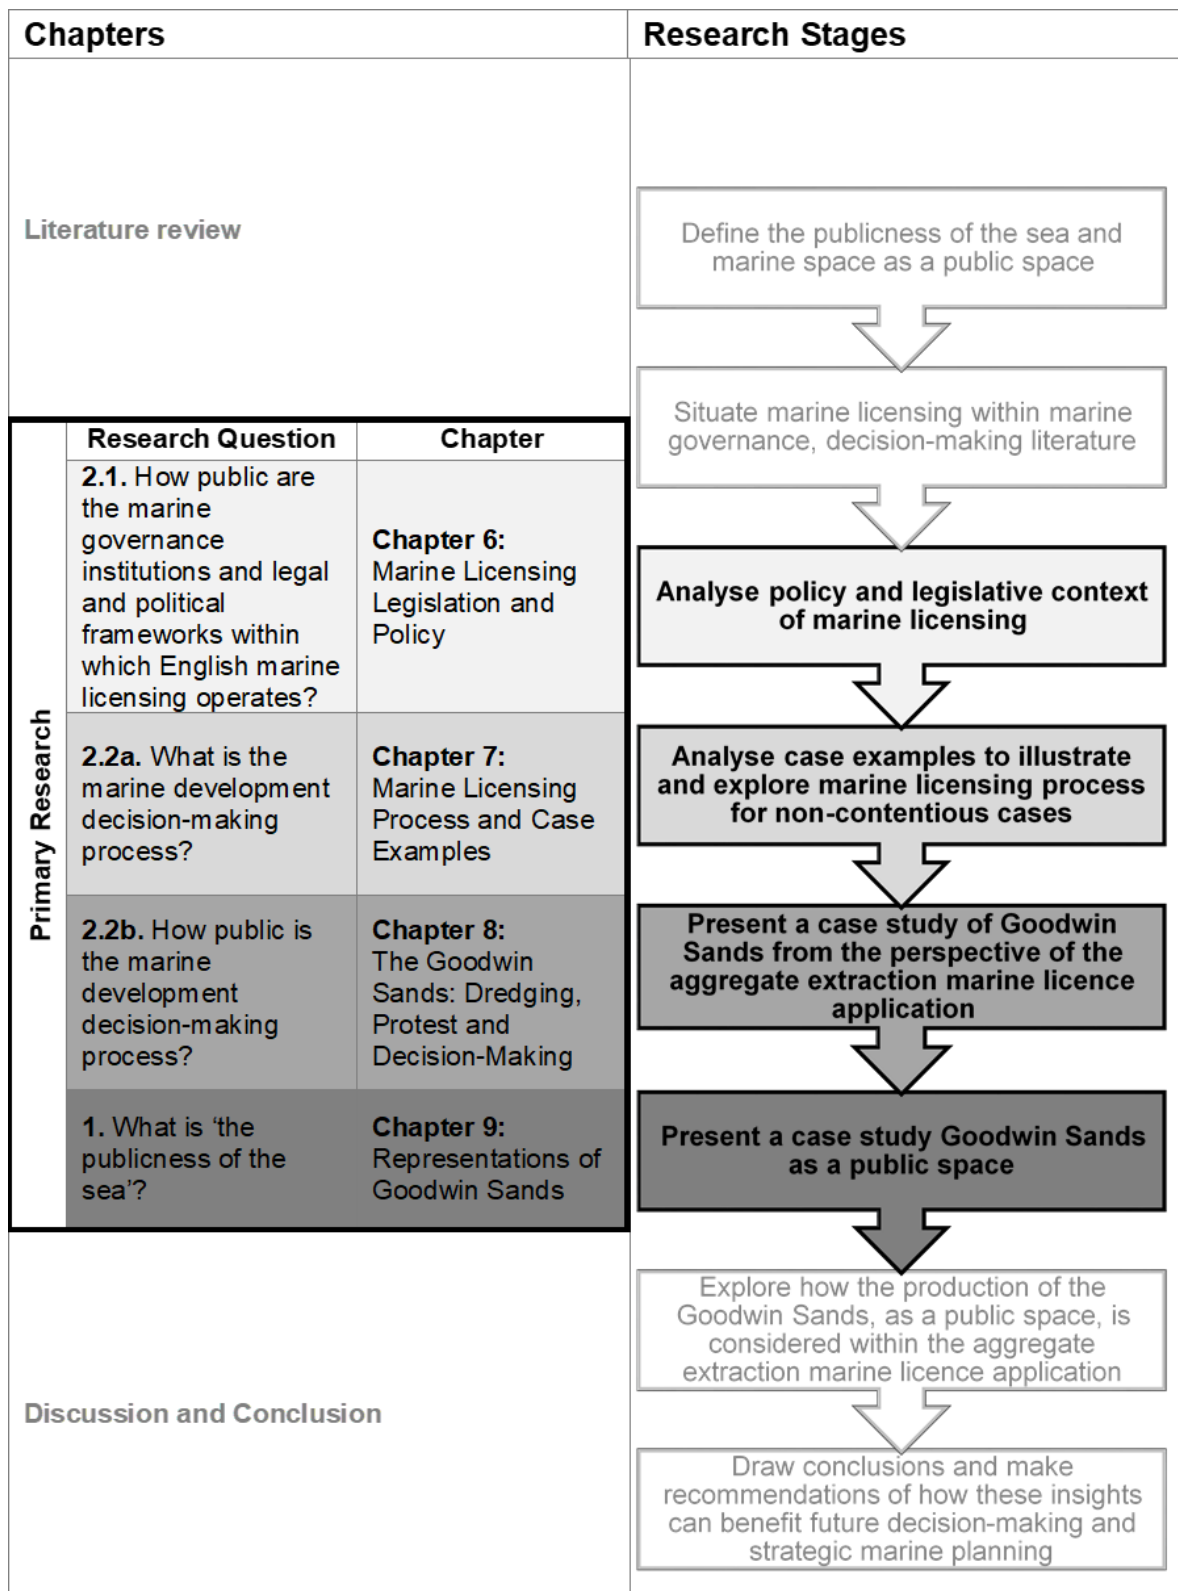 Chapters
Research Stages
Literature review
Define the publicness of the sea and
marine space as a public space
Situate marine licensing within marine
governance, decision-making literature
Primary Research
Research Question
Chapter
2.1. How public are
the marine
governance
institutions and legal
and political
frameworks within
which English marine
licensing operates?
Chapter 6:
Marine Licensing
Legislation and
Policy
Analyse policy and legislative context
of marine licensing
2.2a. What is the
marine development
decision-making
process?
Chapter 7:
Marine Licensing
Process and Case
Examples
Analyse case examples to illustrate
and explore marine licensing process
for non-contentious cases
2.2b. How public is
the marine
development
decision-making
process?
Chapter 8:
The Goodwin
Sands: Dredging,
Protest and
Decision-Making
Present a case study of Goodwin
Sands from the perspective of the
aggregate extraction marine licence
application
1. What is ‘the
publicness of the
sea’?
Chapter 9:
Representations of
Goodwin Sands
Present a case study Goodwin Sands
as a public space
Discussion and Conclusion
Explore how the production of the
Goodwin Sands, as a public space, is
considered within the aggregate
extraction marine licence application
Draw conclusions and make
recommendations of how these insights
can benefit future decision-making and
strategic marine planning